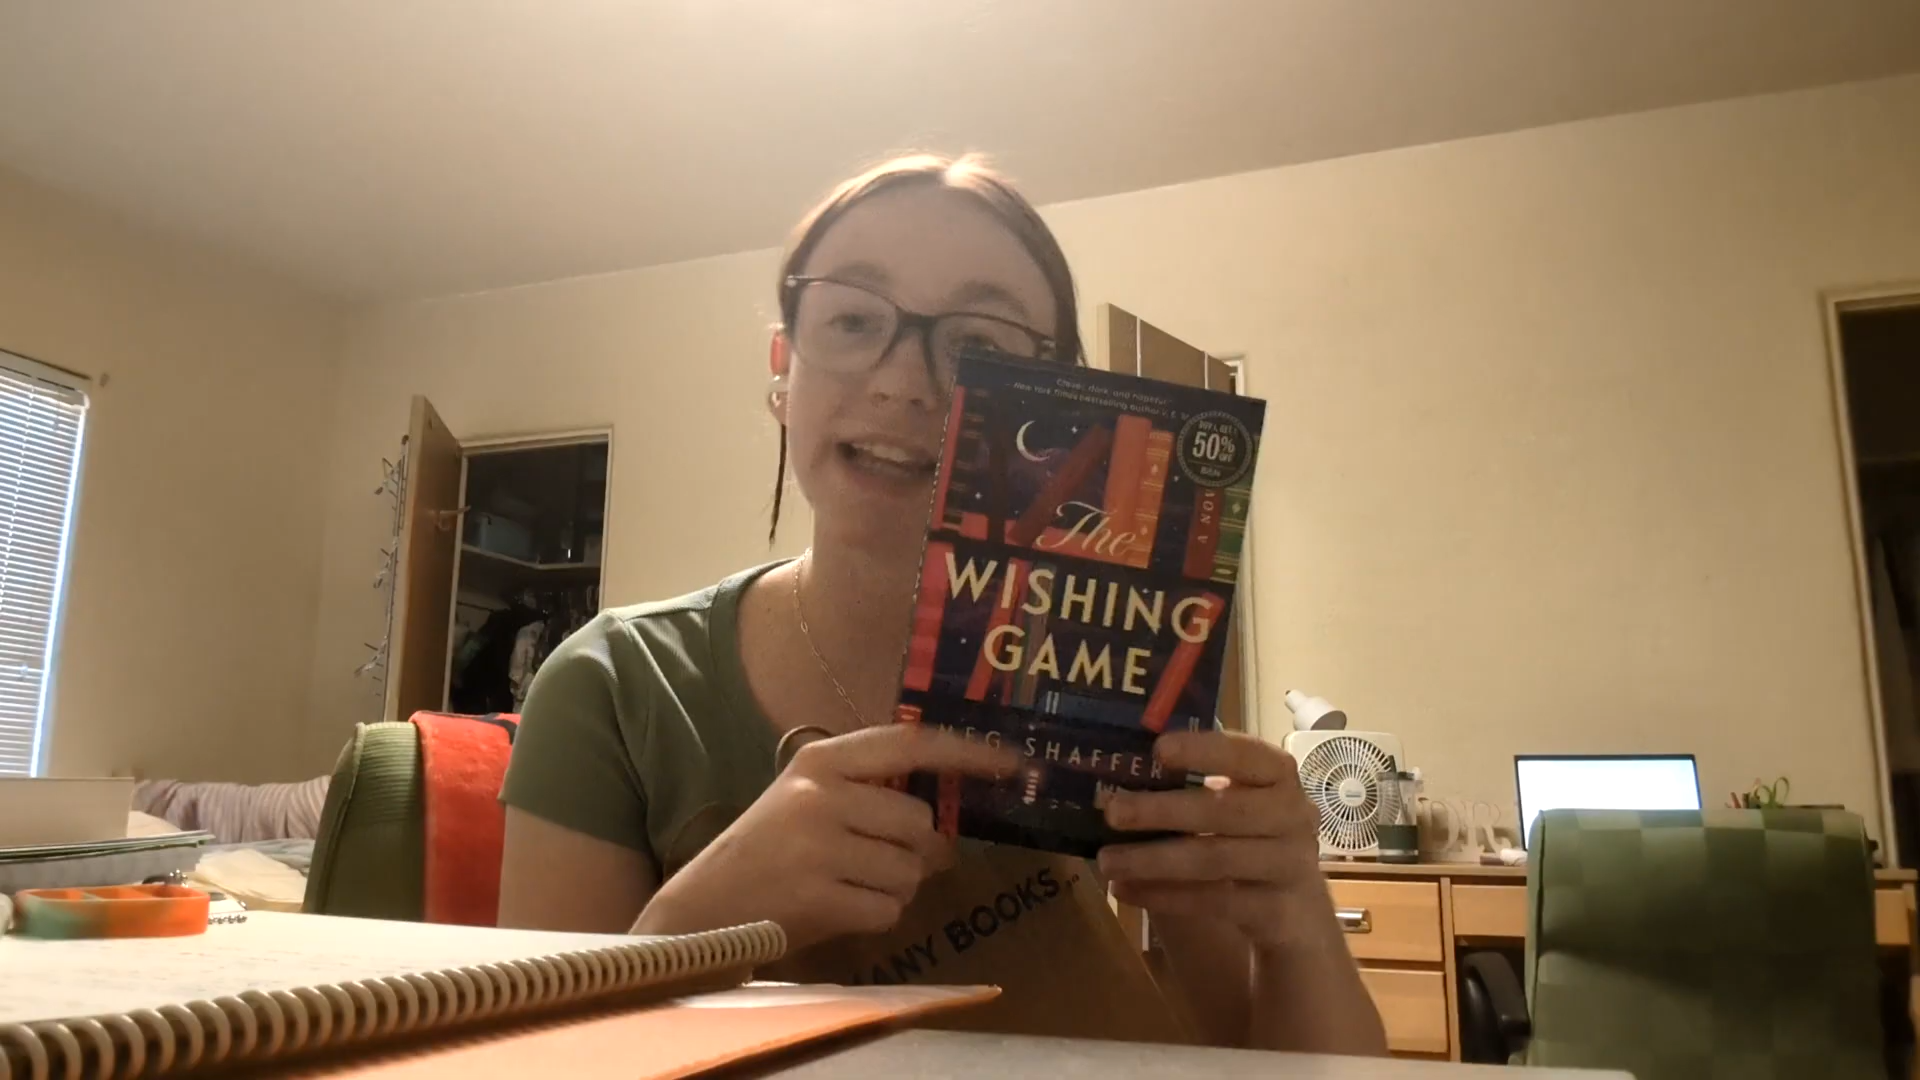 "Clever, dark, and hopeful."
New York Times bestselling author
BUY 1, GET 1
50%
OFF
The
WISHING
GAME
MEG SHAFFER
MANY BOOKS,,